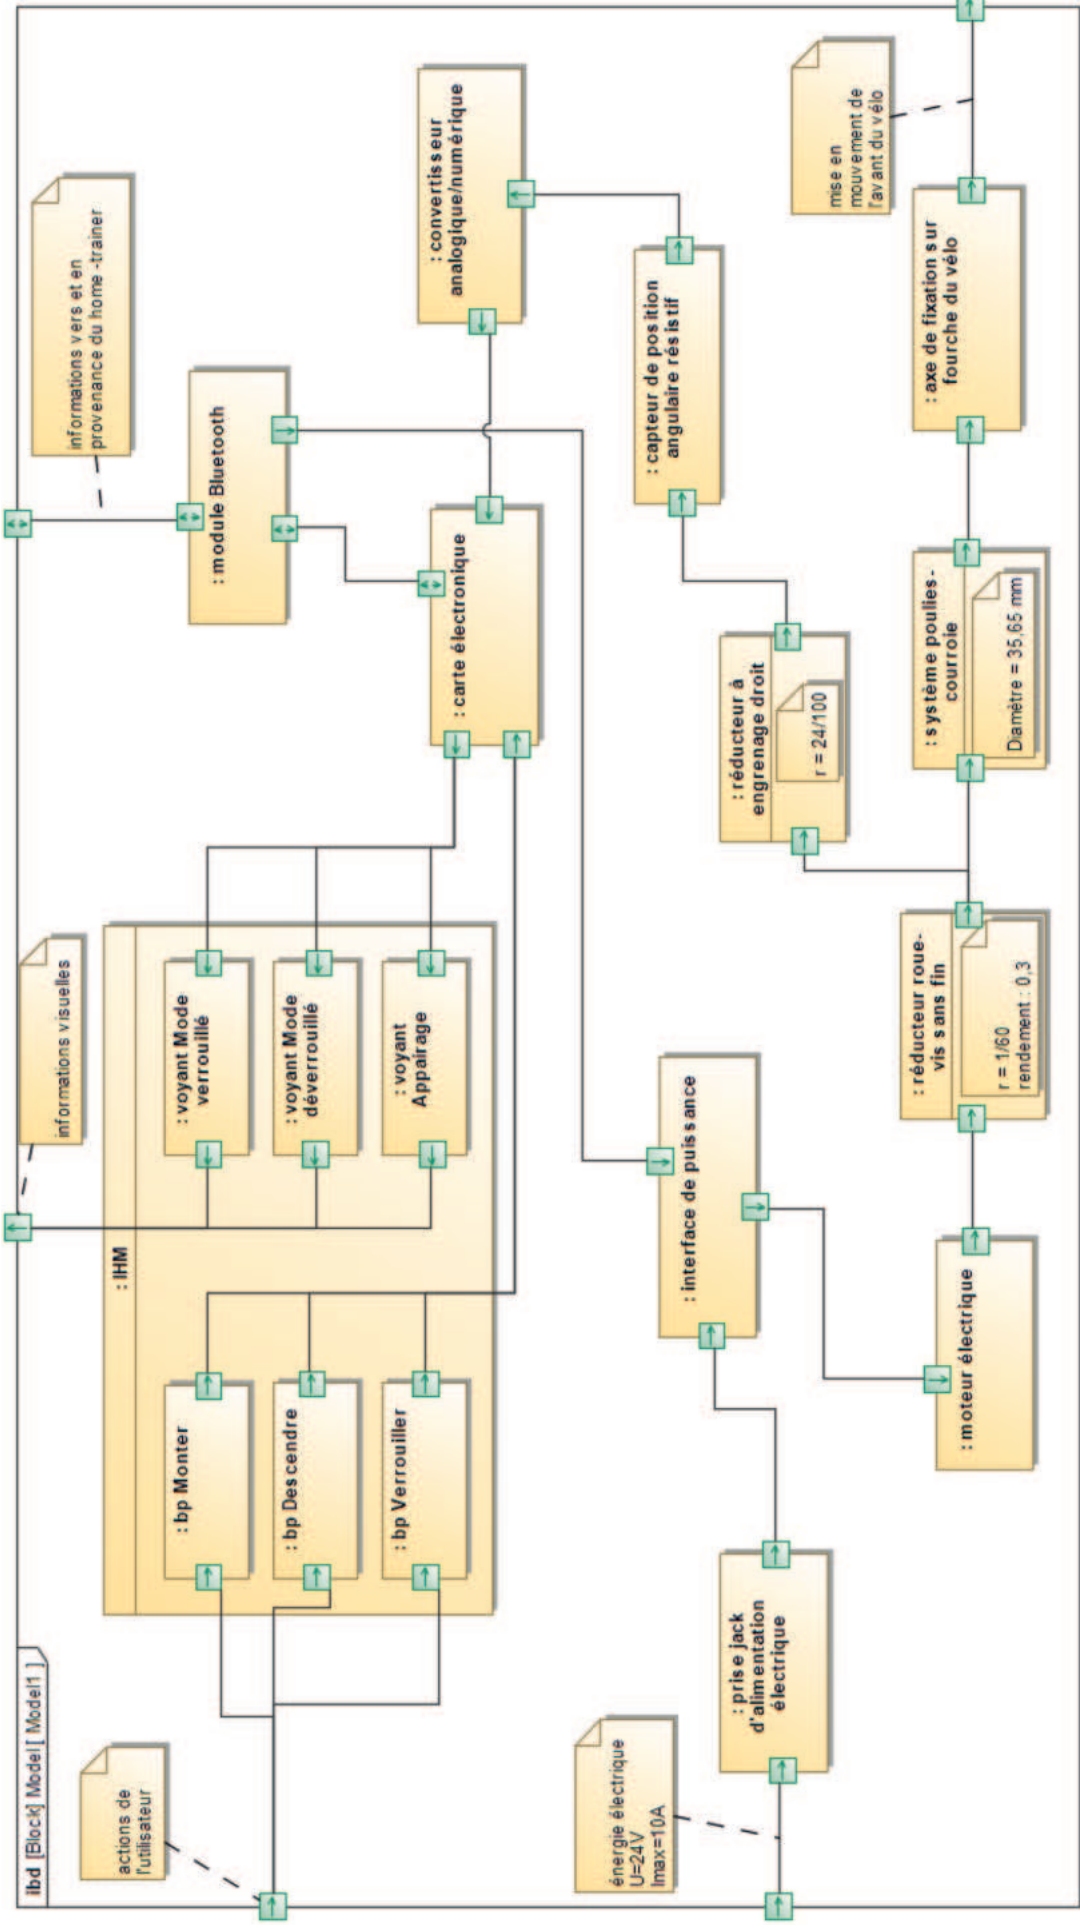 ibd [Block] Model [ Model1 ]
actions de
l'utilisateur
informations visuelles
informations vers et en
provenance du home -trainer
: IHM
: bp Monter
: bp Descendre
: bp Verrouiller
: voyant Mode
verrouillé
: voyant Mode
déverrouillé
: voyant
Appairage
: module Bluetooth
: carte électronique
: convertisseur
analogique/numérique
énergie électrique
U=24V
Imax=10A
: prise jack
d'alimentation
électrique
: interface de puissance
: réducteur à
engrenage droit
r = 24/100
: capteur de position
angulaire résistif
: moteur électrique
: réducteur roue-
vis sans fin
r = 1/60
rendement : 0,3
: système poulies-
courroie
Diamètre = 35,65 mm
: axe de fixation sur
fourche du vélo
mise en
mouvement de
l'avant du vélo